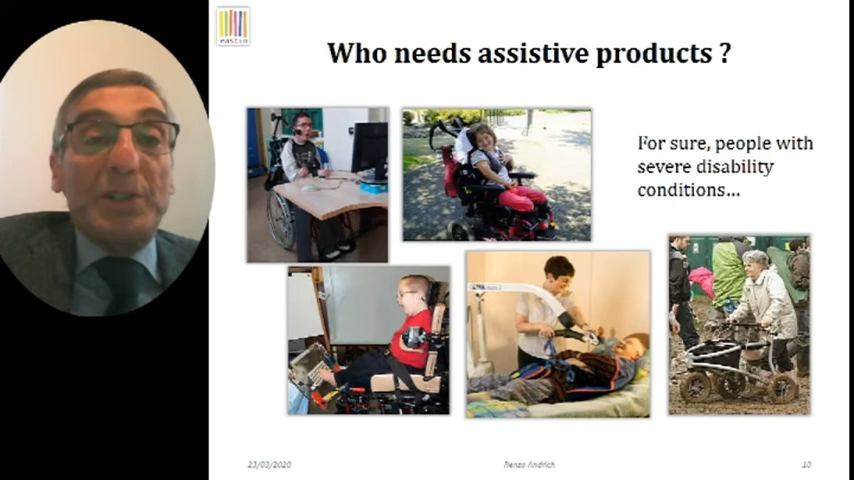 Who needs assistive products ?
For sure, people with
severe disability
conditions...
23/03/2020
Renzo Andrich
10